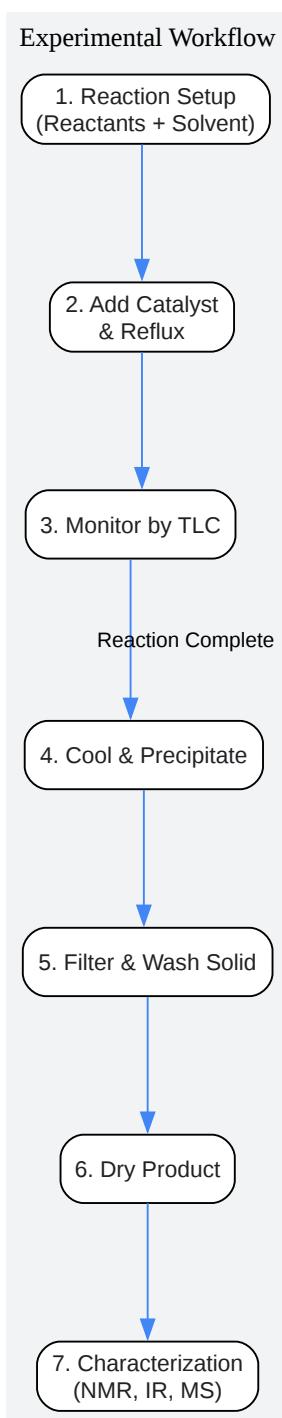 Experimental Workflow
1. Reaction Setup
(Reactants + Solvent)
2. Add Catalyst
& Reflux
3. Monitor by TLC
Reaction Complete
4. Cool & Precipitate
5. Filter & Wash Solid
6. Dry Product
7. Characterization
(NMR, IR, MS)